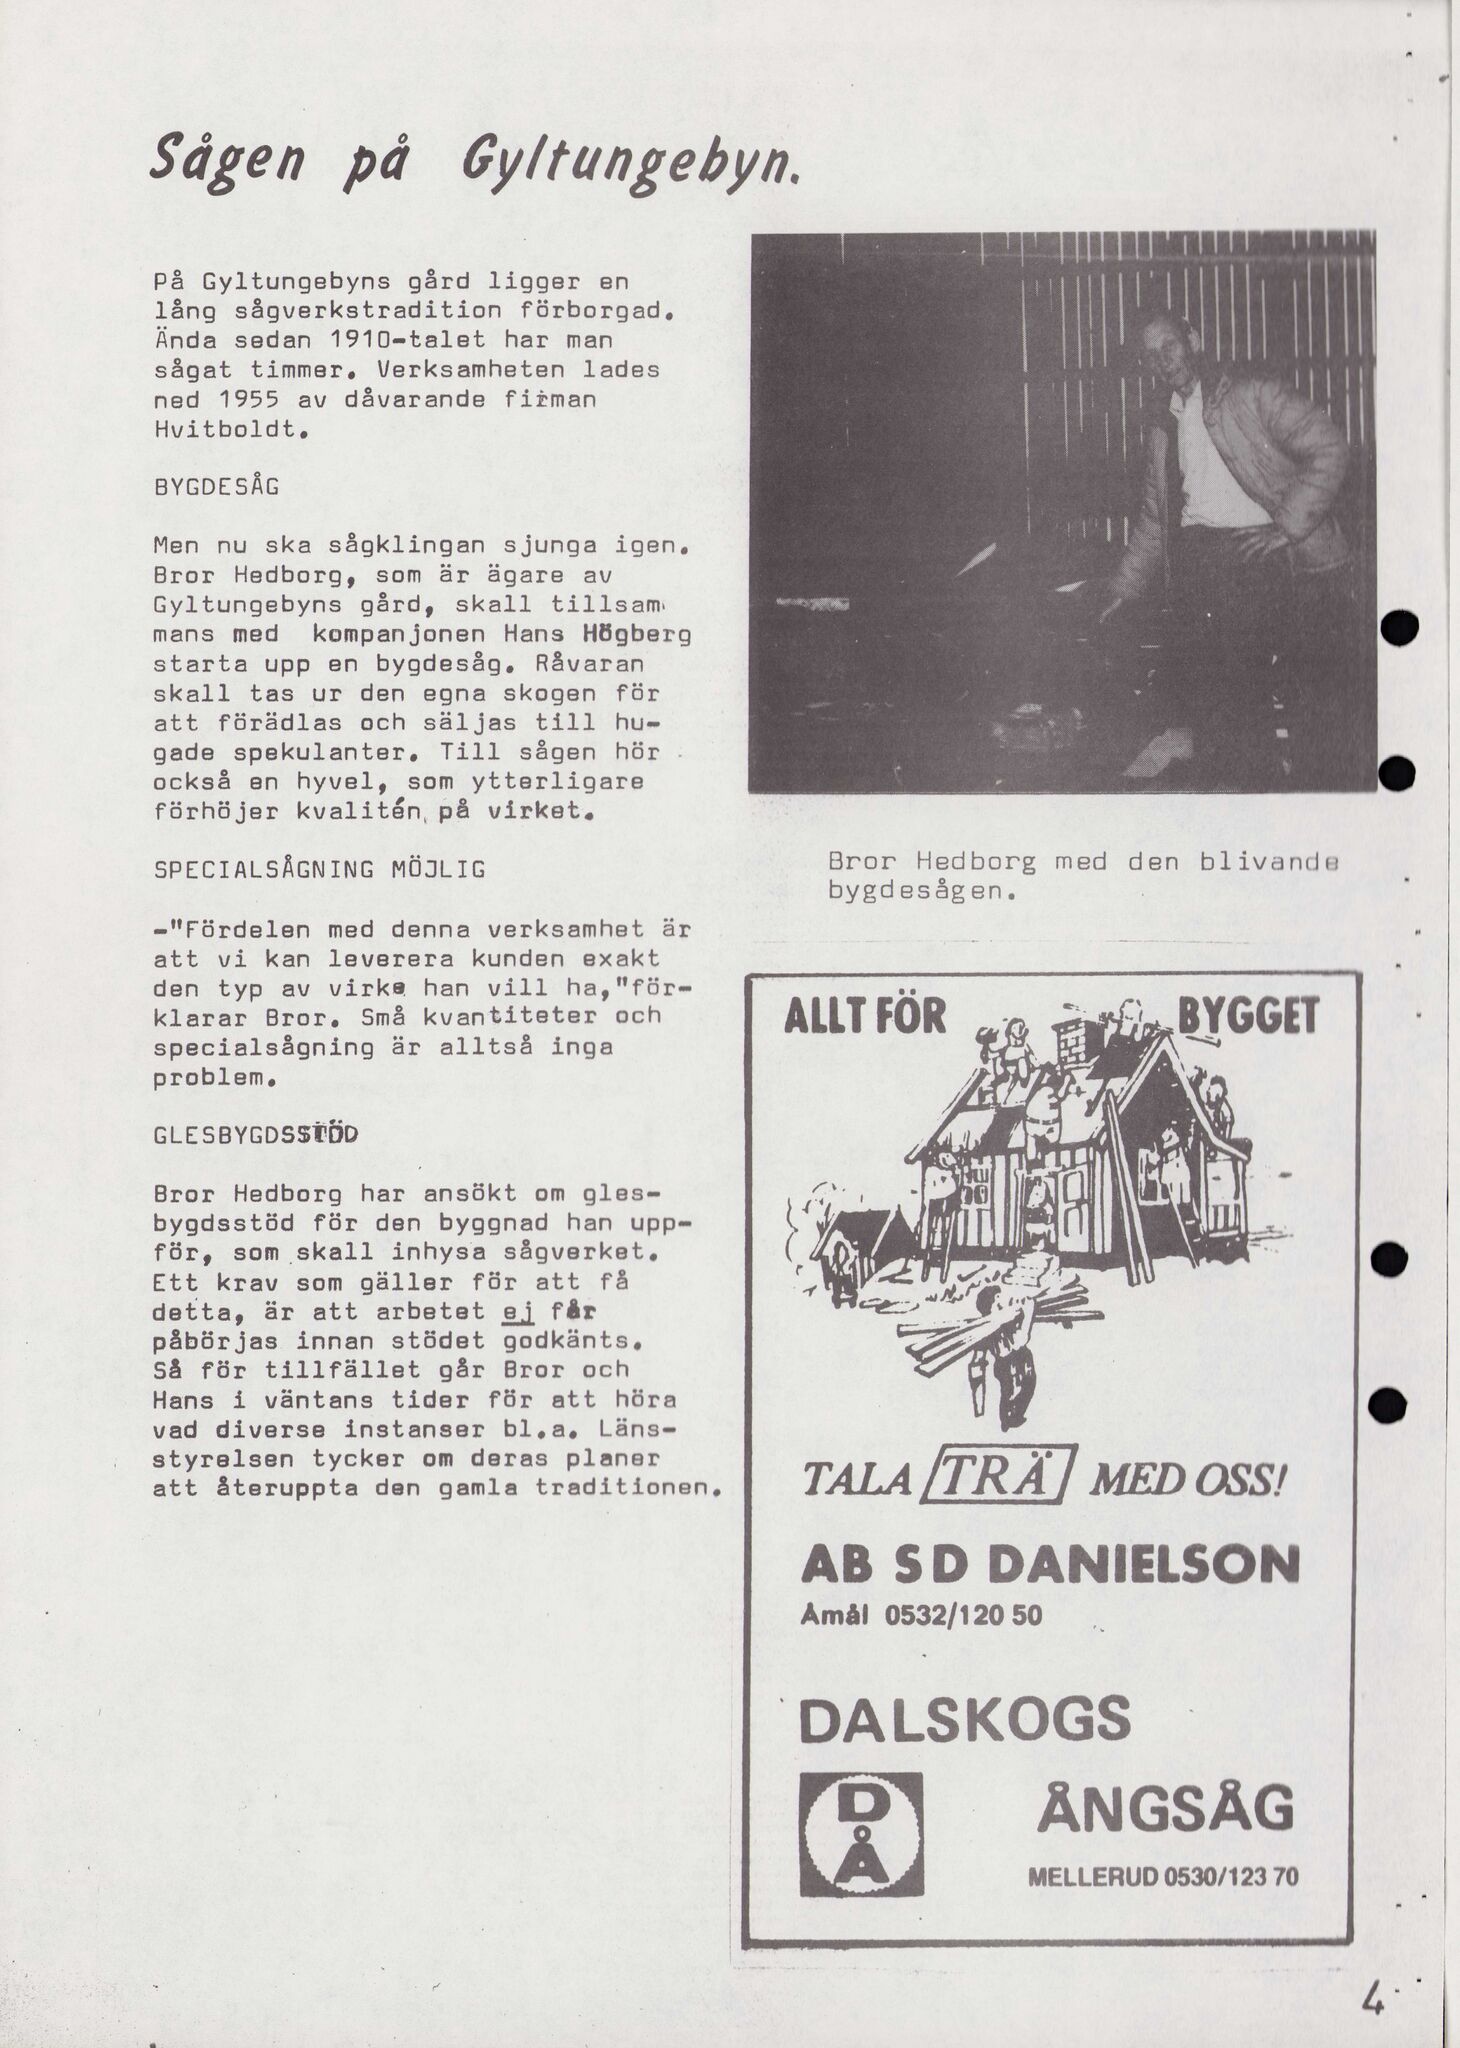 Sågen på Gyltungebyn.
På Gyltungebyns gård ligger en
lång sågverkstradition förborgad.
Ända sedan 1910-talet har man
sågat timmer. Verksamheten lades
ned 1955 av dåvarande firman
Hvitboldt.
BYGDESÅG
Men nu ska sågklingan sjunga igen.
Bror Hedborg, som är ägare av
Gyltungebyns gård, skall tillsam
mans med kompanjonen Hans Högberg
starta upp en bygdesåg. Råvaran
skall tas ur den egna skogen för
att förädlas och säljas till hu-
gade spekulanter. Till sågen hör
också en hyvel, som ytterligare
förhöjer kvalitén på virket.
SPECIALSÅGNING MÖJLIG
-"Fördelen med denna verksamhet är
att vi kan leverera kunden exakt
den typ av virke han vill ha,"för-
klarar Bror. Små kvantiteter och
specialsågning är alltså inga
problem.
GLESBYGDSSTÖD
Bror Hedborg har ansökt om gles-
bygdsstöd för den byggnad han upp-
för, som skall inhysa sågverket.
Ett krav som gäller för att få
detta, är att arbetet ej får
påbörjas innan stödet godkänts.
Så för tillfället går Bror och
Hans i väntans tider för att höra
vad diverse instanser bl.a. Läns-
styrelsen tycker om deras planer
att återuppta den gamla traditionen.
Bror Hedborg med den blivande
bygdesågen.
ALLT FÖR BYGGET
TALA TRÄ MED OSS!
AB S D DANIELSON
Åmål 0532/120 50
DALSKOGS
D
Å
ÅNGSÅG
MELLERUD 0530/123 70
4